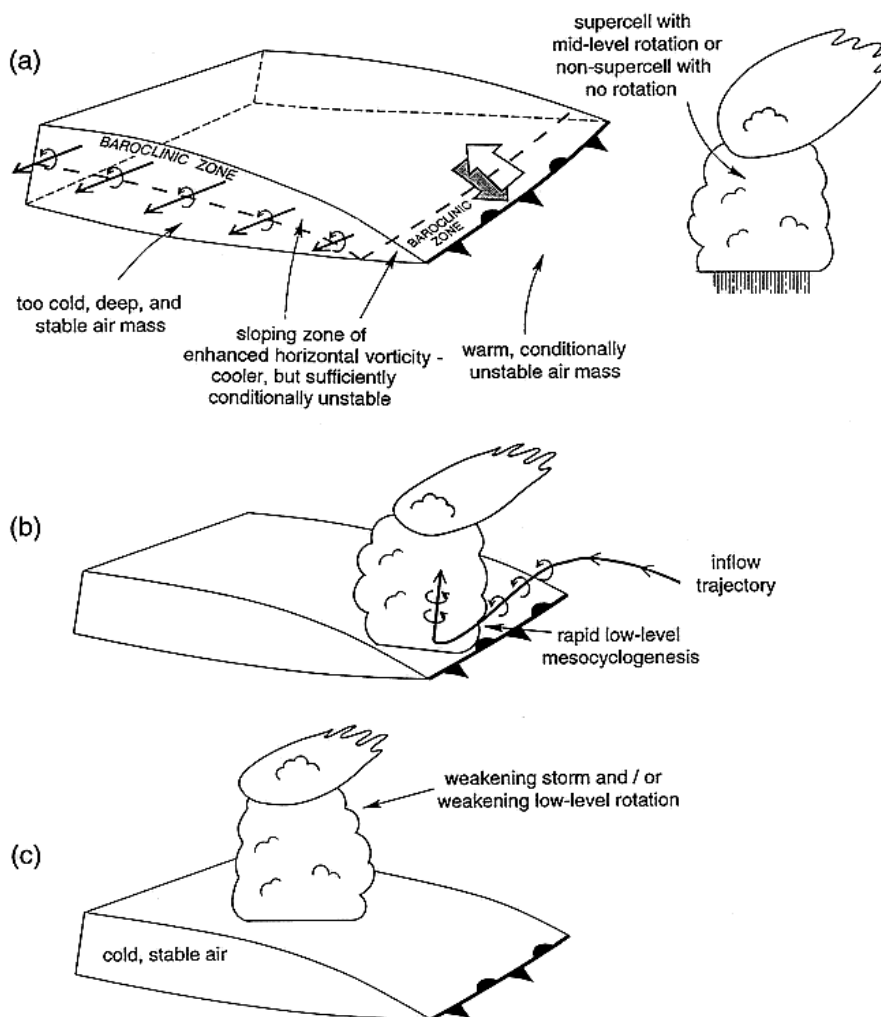 (a)
supercell with
mid-level rotation or
non-supercell with
no rotation
BAROCLINIC ZONE
BAROCLINIC
ZONE
too cold, deep, and
stable air mass
sloping zone of
enhanced horizontal vorticity -
cooler, but sufficiently
conditionally unstable
warm, conditionally
unstable air mass
(b)
inflow
trajectory
rapid low-level
mesocyclogenesis
(c)
weakening storm and / or
weakening low-level rotation
cold, stable air